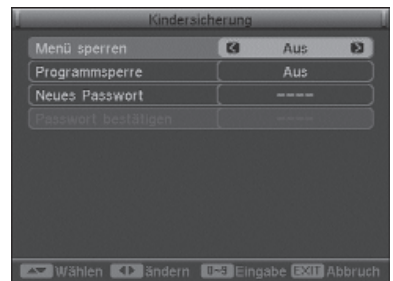 Kindersicherung
Menü sperren Aus
Programmsperre Aus
Neues Passwort ----
Passwort bestätigen ----
Wählen ändern 0~9 Eingabe EXIT Abbruch